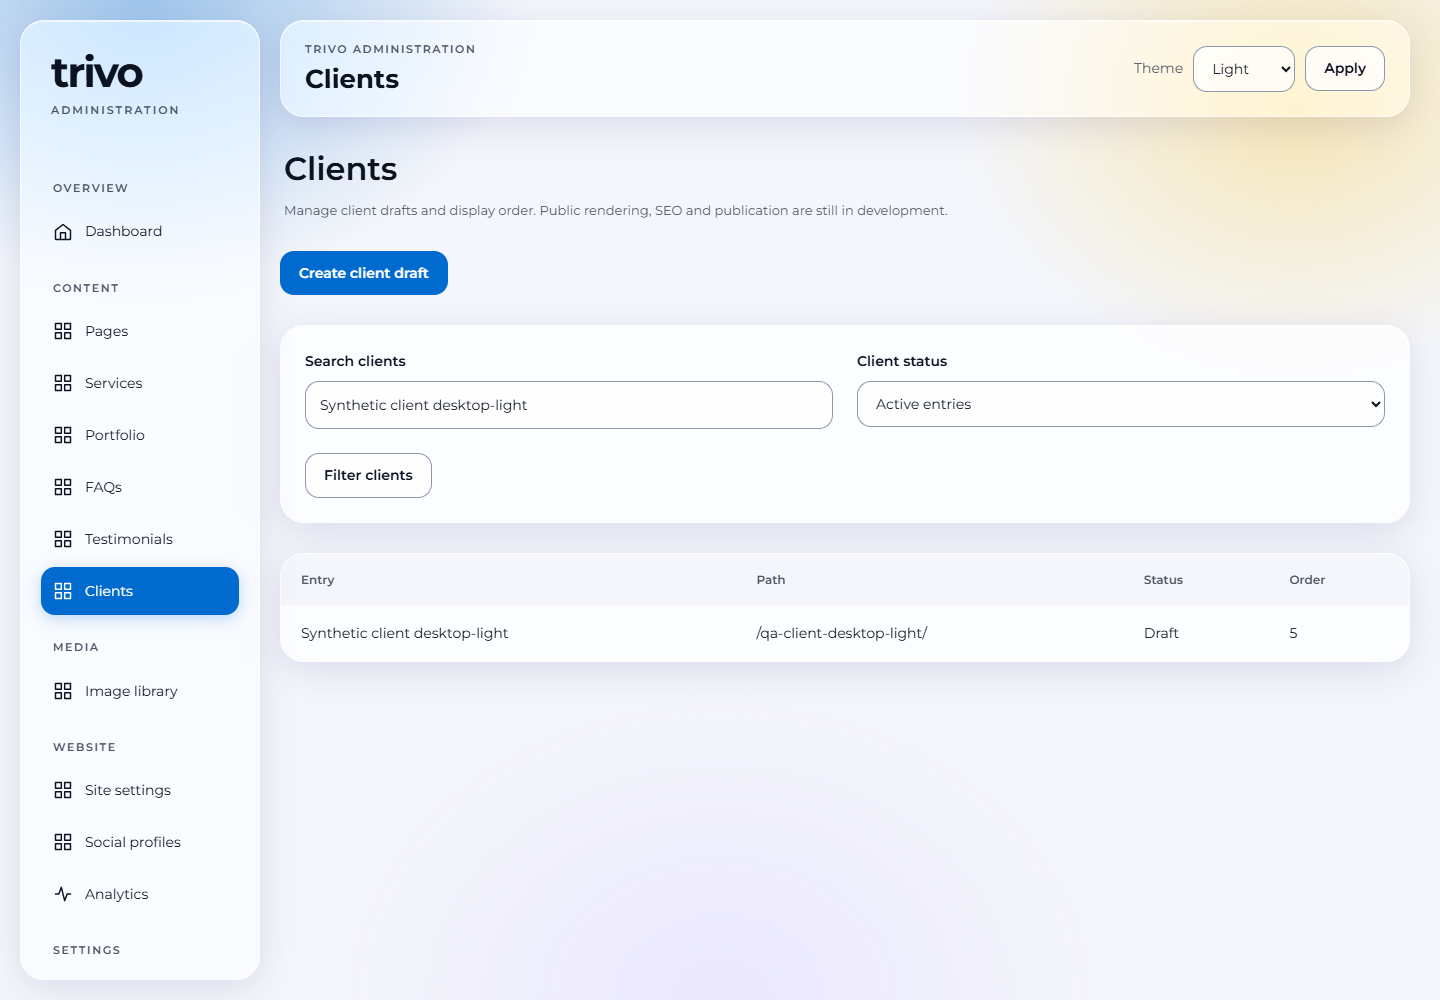 trivo
ADMINISTRATION
OVERVIEW
Dashboard
CONTENT
Pages
Services
Portfolio
FAQs
Testimonials
Clients
MEDIA
Image library
WEBSITE
Site settings
Social profiles
Analytics
SETTINGS
TRIVO ADMINISTRATION
Clients
Theme
Light
Apply
Clients
Manage client drafts and display order. Public rendering, SEO and publication are still in development.
Create client draft
Search clients
Synthetic client desktop-light
Client status
Active entries
Filter clients
Entry Path Status Order
Synthetic client desktop-light /qa-client-desktop-light/ Draft 5